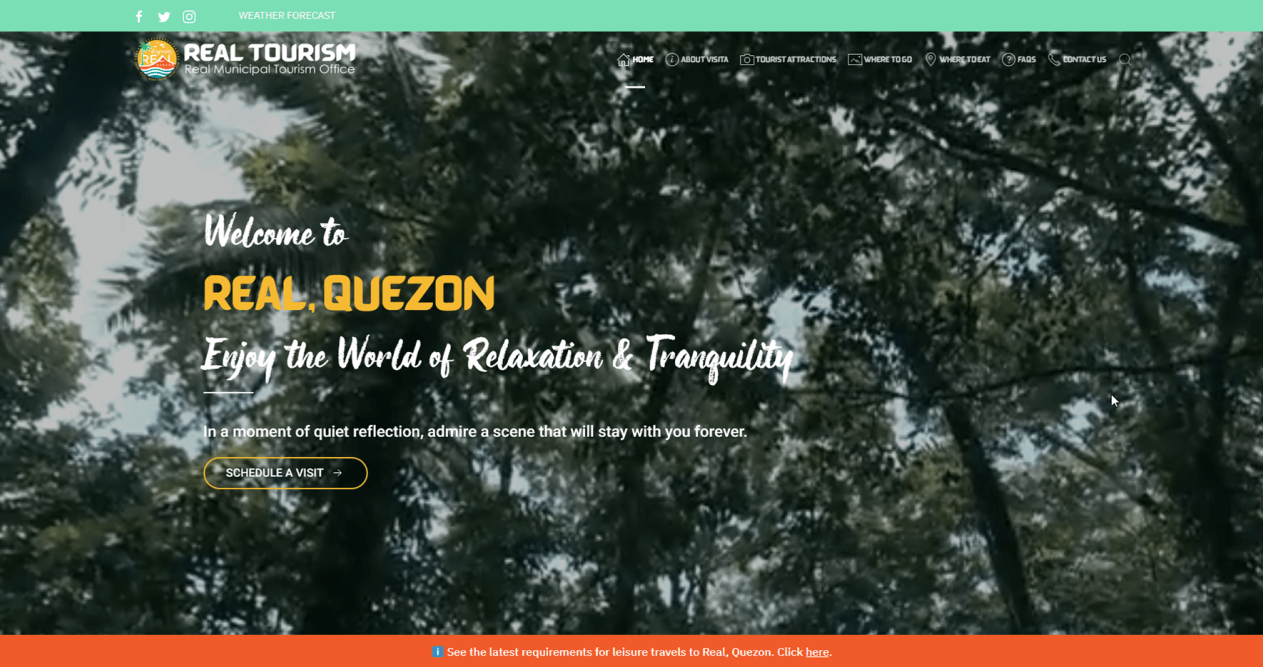 WEATHER FORECAST
REAL
REAL TOURISM
Real Municipal Tourism Office
HOME
ABOUT VISITA
TOURIST ATTRACTIONS
WHERE TO GO
WHERE TO EAT
FAQS
CONTACT US
Welcome to
REAL, QUEZON
Enjoy the World of Relaxation & Tranquility
In a moment of quiet reflection, admire a scene that will stay with you forever.
SCHEDULE A VISIT →
See the latest requirements for leisure travels to Real, Quezon. Click here.